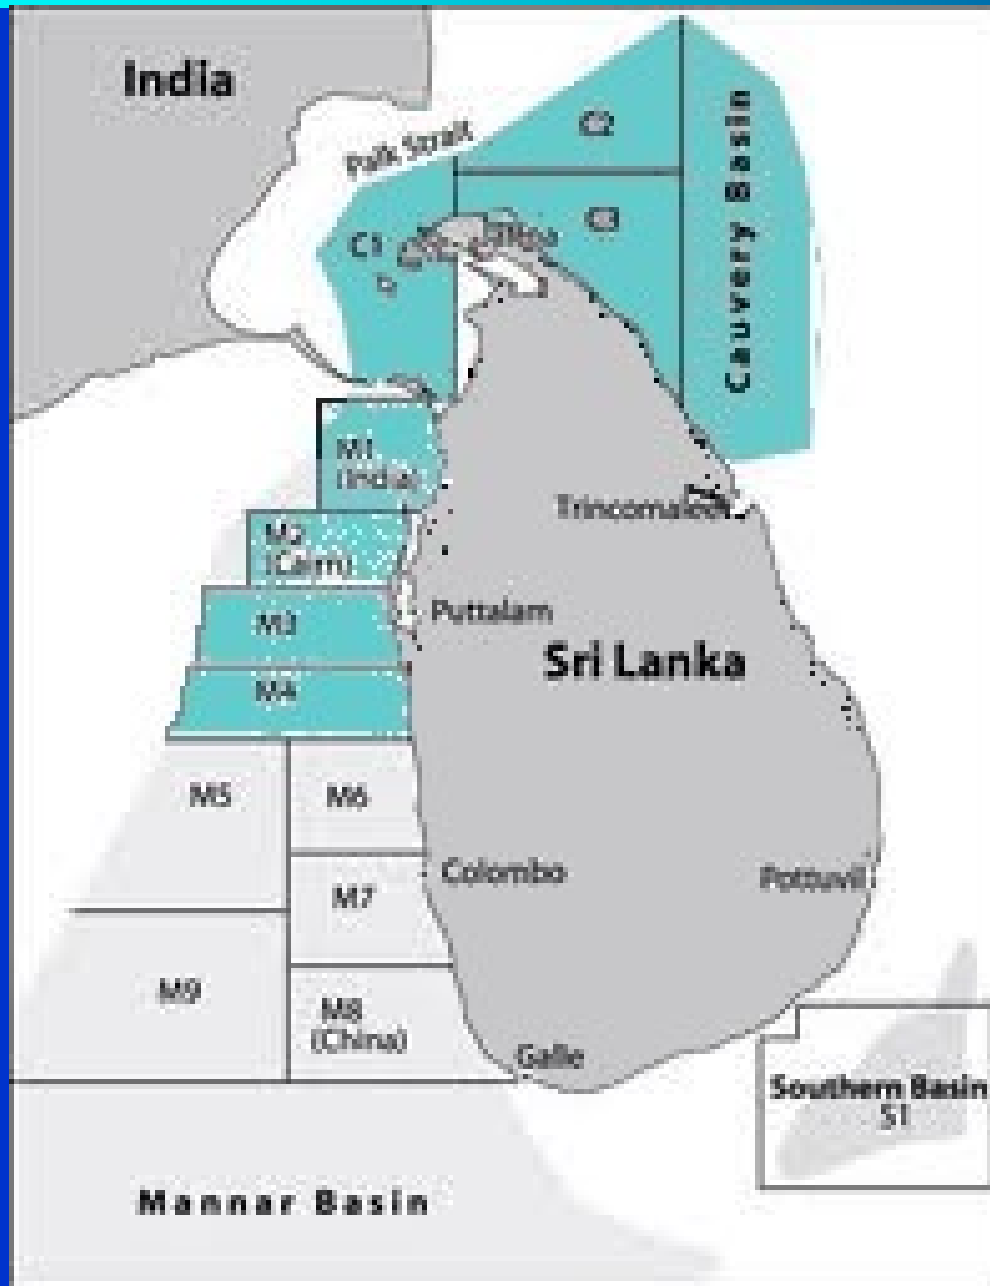 India
Palk Strait
C2
C3
C1
Cauvery Basin
M1
(India)
M2
(Cairn)
Trincomalee
M3
Puttalam
Sri Lanka
M4
M5
M6
Colombo
Pottuvil
M7
M9
M8
(China)
Galle
Southern Basin
S1
Mannar Basin